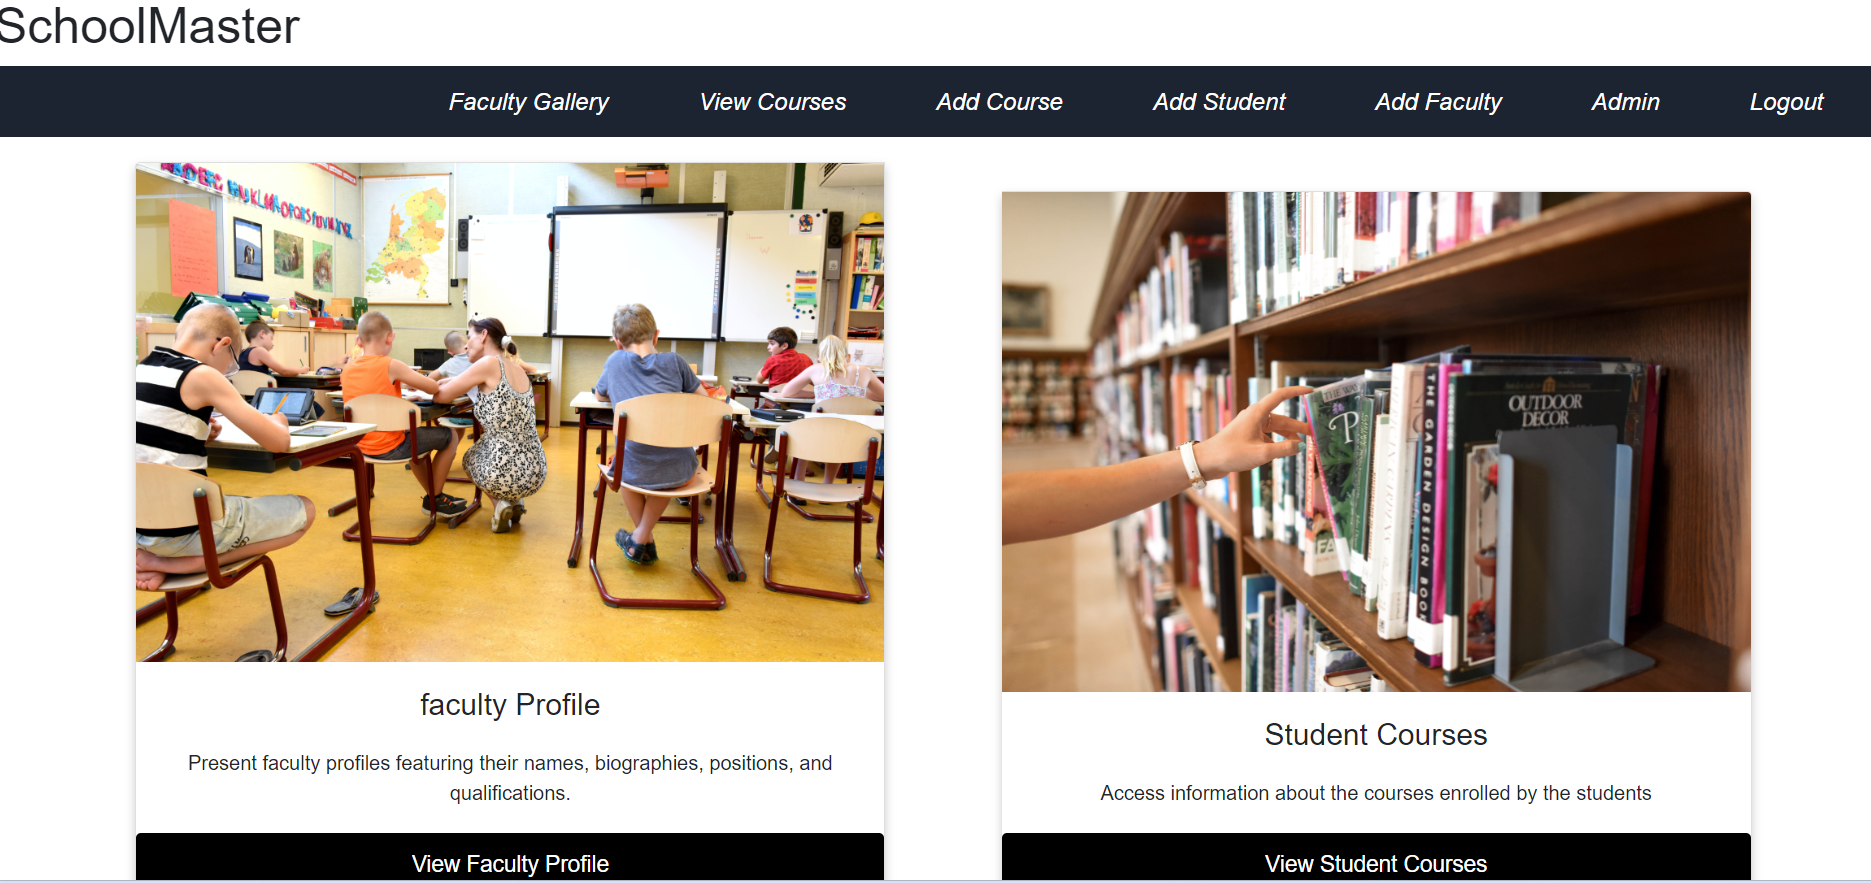 SchoolMaster
Faculty Gallery View Courses Add Course Add Student Add Faculty Admin Logout
OUTDOOR
DECOR
THE GARDEN DESIGN BOOK
P
FA
faculty Profile
Present faculty profiles featuring their names, biographies, positions, and
qualifications.
View Faculty Profile
Student Courses
Access information about the courses enrolled by the students
View Student Courses